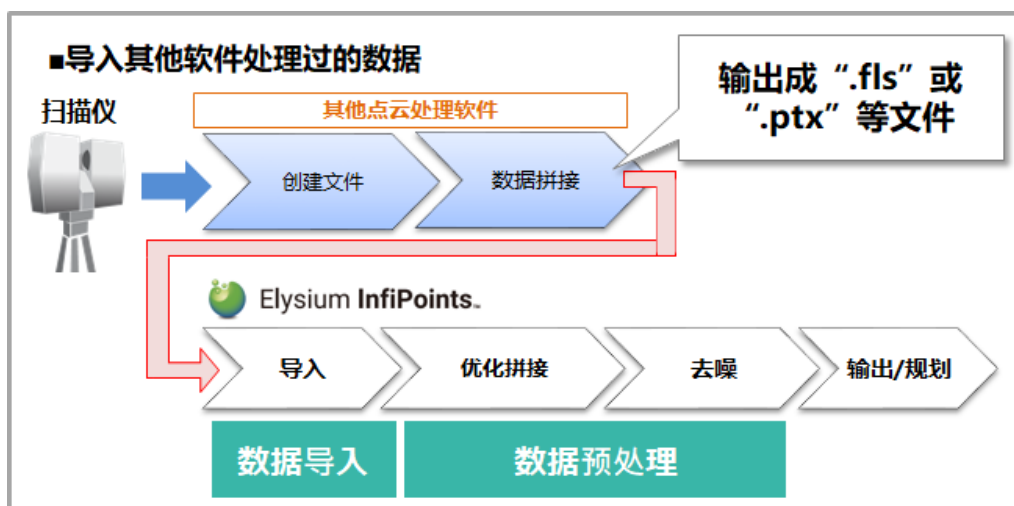 ■导入其他软件处理过的数据
输出成“.fls”或
“.ptx”等文件
扫描仪
其他点云处理软件
创建文件
数据拼接
Elysium InfiPoints™
导入
优化拼接
去噪
输出/规划
数据导入
数据预处理